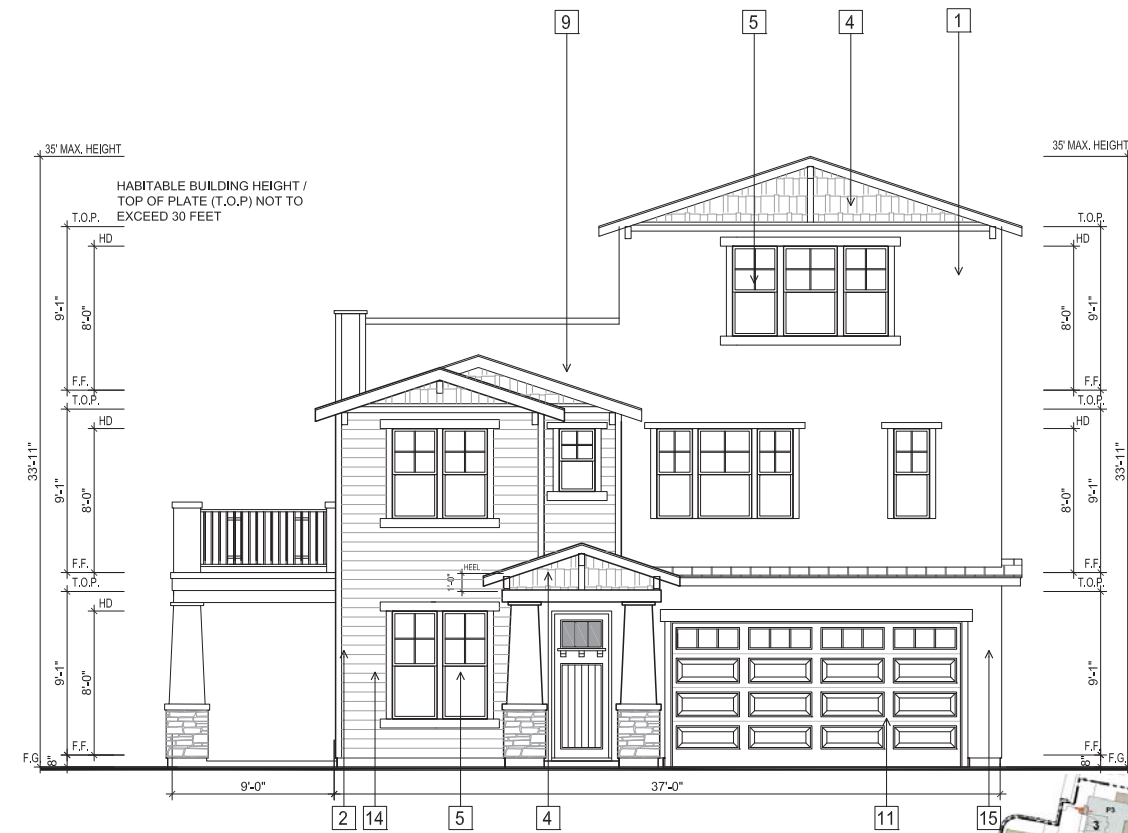 9
5
4
1
35' MAX. HEIGHT
35' MAX. HEIGHT
HABITABLE BUILDING HEIGHT /
TOP OF PLATE (T.O.P) NOT TO
EXCEED 30 FEET
T.O.P.
T.O.P.
HD
HD
9'-1"
8'-0"
8'-0"
9'-1"
F.F.
F.F.
T.O.P.
T.O.P.
HD
HD
33'-11"
9'-1"
8'-0"
8'-0"
9'-1"
33'-11"
F.F.
HEEL
F.F.
1'-0"
T.O.P.
T.O.P.
HD
9'-1"
8'-0"
9'-1"
F.F.
F.F.
F.G.
8"
8"
F.G.
9'-0"
37'-0"
2
14
5
4
11
15
P3
3